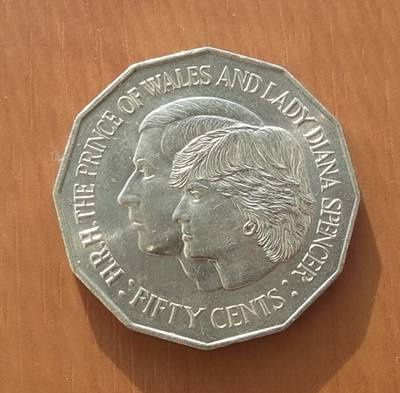 H.R.H. THE PRINCE OF WALES AND LADY DIANA SPENCER
FIFTY CENTS